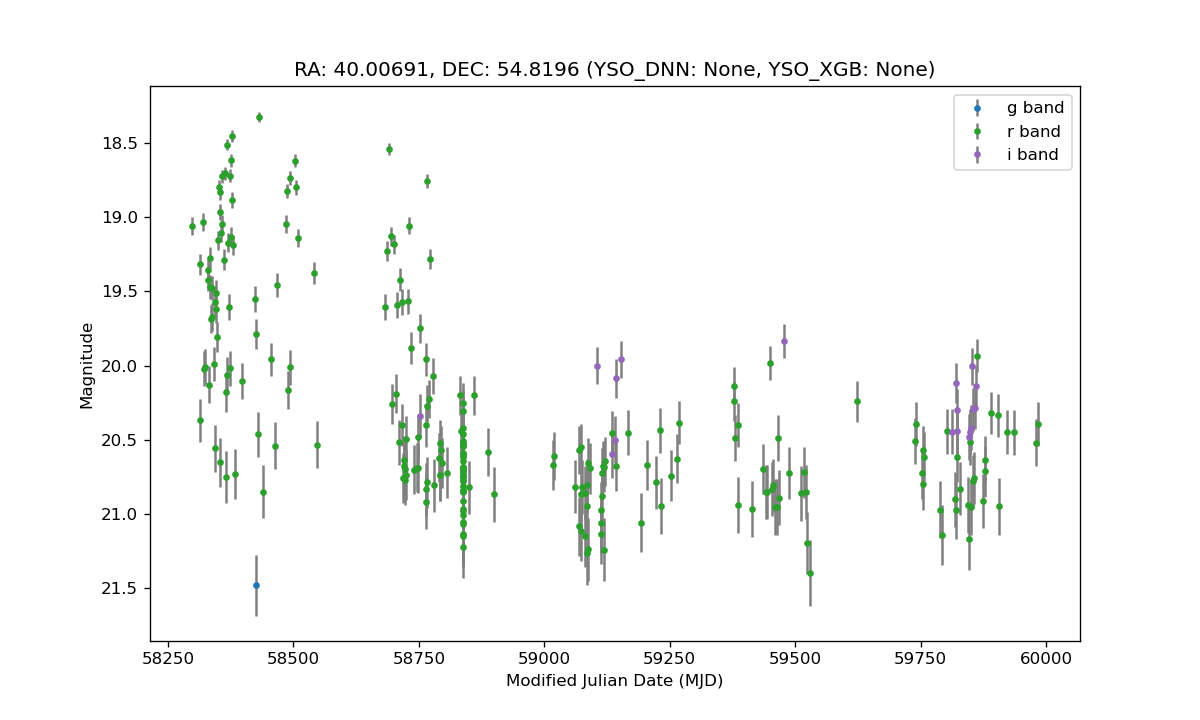 RA: 40.00691, DEC: 54.8196 (YSO_DNN: None, YSO_XGB: None)
g band
r band
i band
18.5
19.0
19.5
20.0
20.5
21.0
21.5
Magnitude
58250 58500 58750 59000 59250 59500 59750 60000
Modified Julian Date (MJD)